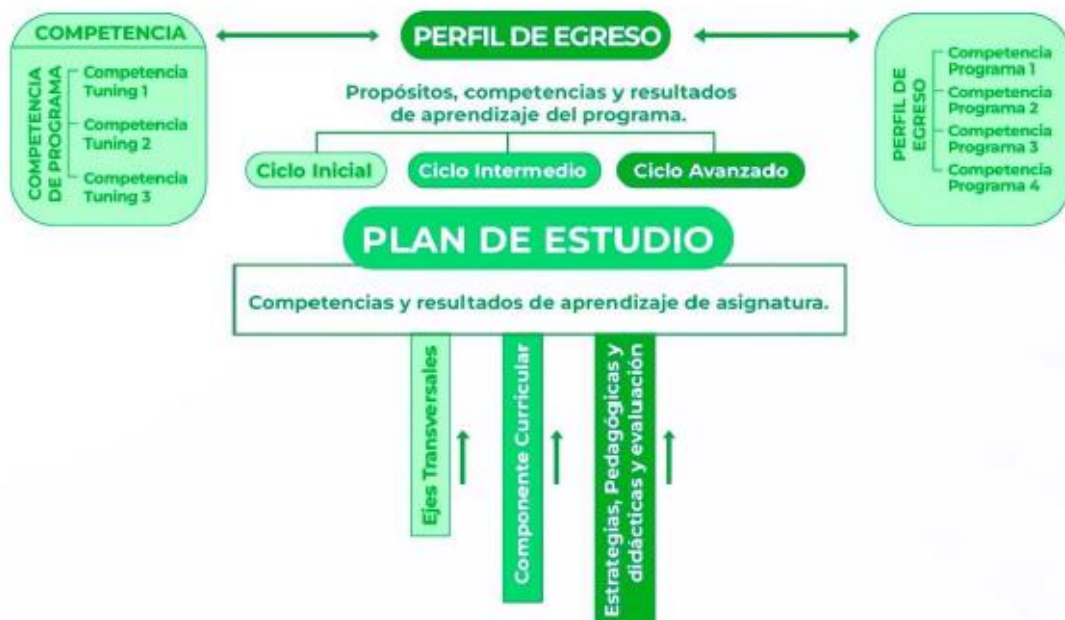 COMPETENCIA
COMPETENCIA
DE PROGRAMA
Competencia
Tuning 1
Competencia
Tuning 2
Competencia
Tuning 3
PERFIL DE EGRESO
Propósitos, competencias y resultados
de aprendizaje del programa.
Ciclo Inicial
Ciclo Intermedio
Ciclo Avanzado
PERFIL DE
EGRESO
Competencia
Programa 1
Competencia
Programa 2
Competencia
Programa 3
Competencia
Programa 4
PLAN DE ESTUDIO
Competencias y resultados de aprendizaje de asignatura.
Ejes Transversales
Componente Curricular
Estrategias, Pedagógicas y
didácticas y evaluación